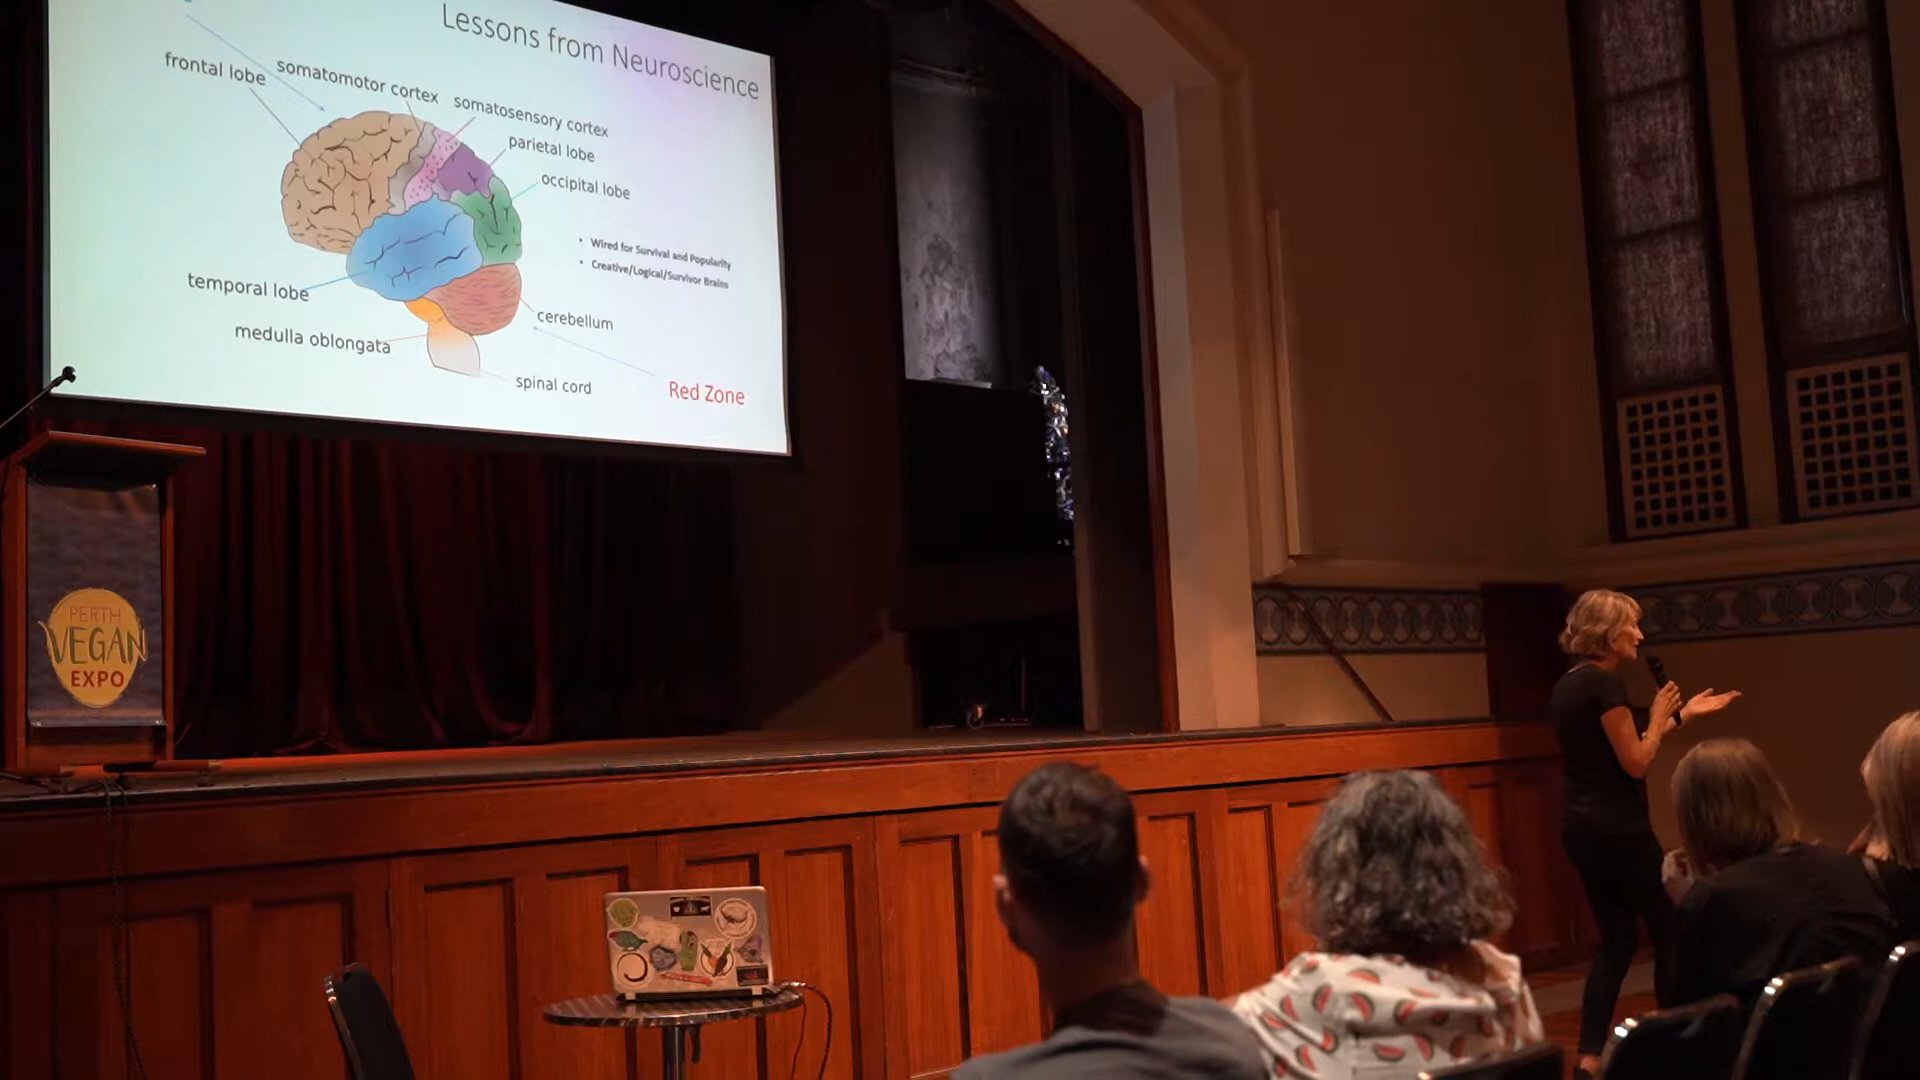 Lessons from Neuroscience
frontal lobe
somatomotor cortex
somatosensory cortex
parietal lobe
occipital lobe
• Wired for Survival and Popularity
• Creative/Logical/Survivor Brains
temporal lobe
cerebellum
medulla oblongata
spinal cord
Red Zone
PERTH
VEGAN
EXPO